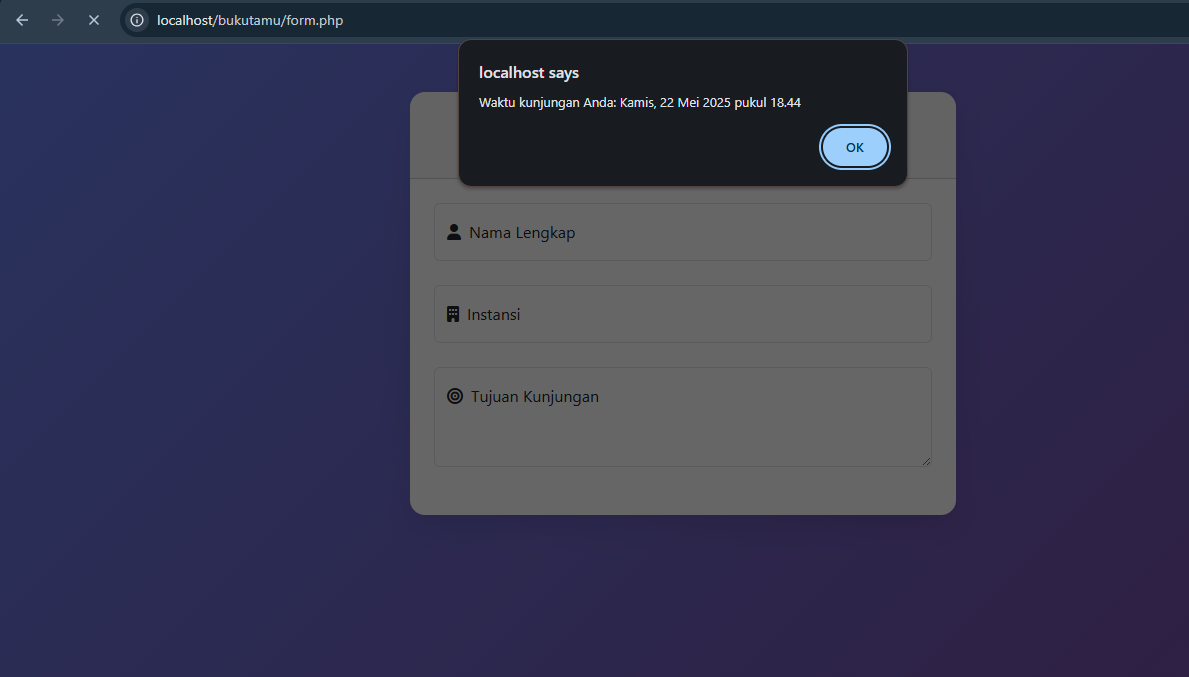 localhost/bukutamu/form.php
localhost says
Waktu kunjungan Anda: Kamis, 22 Mei 2025 pukul 18.44
OK
Nama Lengkap
Instansi
Tujuan Kunjungan